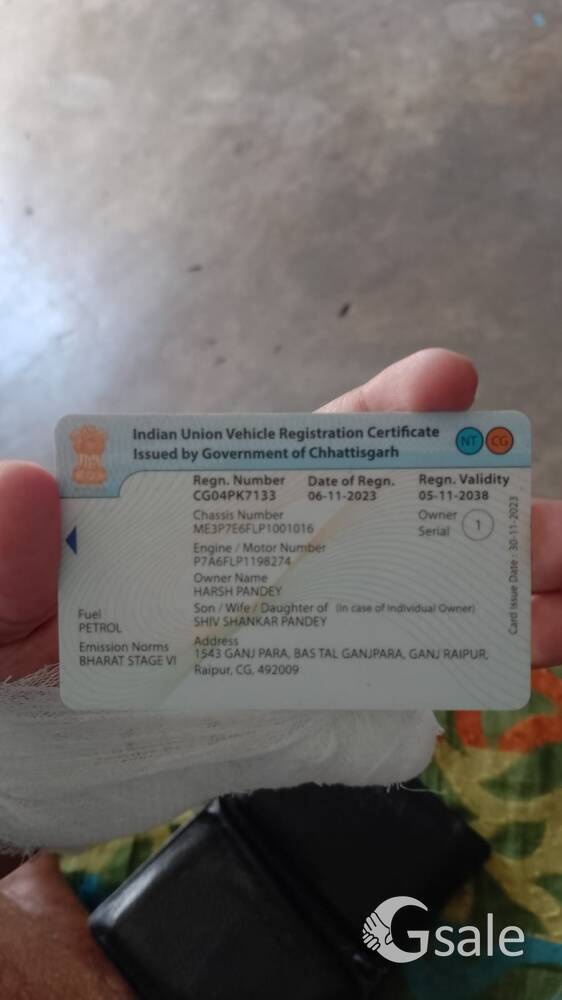 Indian Union Vehicle Registration Certificate
Issued by Government of Chhattisgarh
NT CG
Regn. Number Date of Regn. Regn. Validity
CG04PK7133 06-11-2023 05-11-2038
Chassis Number
ME3P7E6FLP1001016
Owner Serial 1
Engine / Motor Number
P7A6FLP1198274
Owner Name
HARSH PANDEY
Son / Wife / Daughter of (In case of Individual Owner)
SHIV SHANKAR PANDEY
Fuel
PETROL
Emission Norms
BHARAT STAGE VI
Address
1543 GANJ PARA, BAS TAL GANJPARA, GANJ RAIPUR,
Raipur, CG, 492009
Card Issue Date : 30-11-2023
Gsale